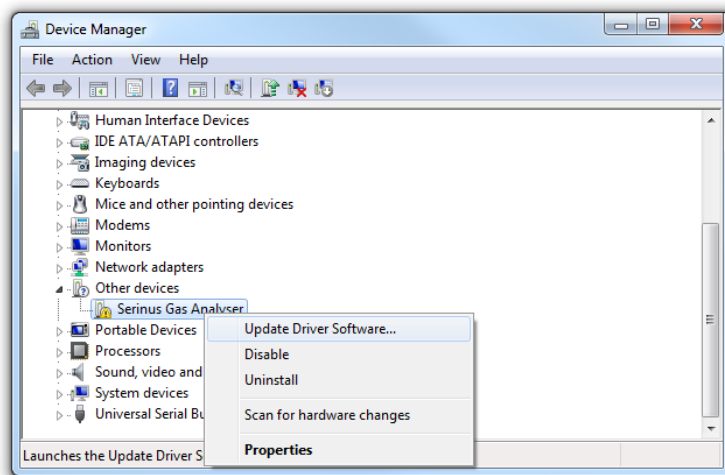 Device Manager
File Action View Help
Human Interface Devices
IDE ATA/ATAPI controllers
Imaging devices
Keyboards
Mice and other pointing devices
Modems
Monitors
Network adapters
Other devices
Serinus Gas Analyser
Portable Devices
Update Driver Software...
Processors
Disable
Sound, video and
Uninstall
System devices
Universal Serial Bu
Scan for hardware changes
Properties
Launches the Update Driver S